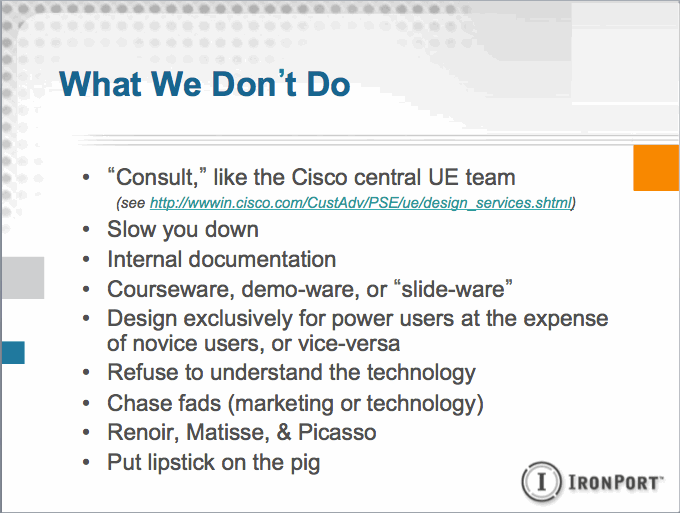 What We Don’t Do
• “Consult,” like the Cisco central UE team
(see http://wwwin.cisco.com/CustAdv/PSE/ue/design_services.shtml)
• Slow you down
• Internal documentation
• Courseware, demo-ware, or “slide-ware”
• Design exclusively for power users at the expense
of novice users, or vice-versa
• Refuse to understand the technology
• Chase fads (marketing or technology)
• Renoir, Matisse, & Picasso
• Put lipstick on the pig
I IRONPORT™